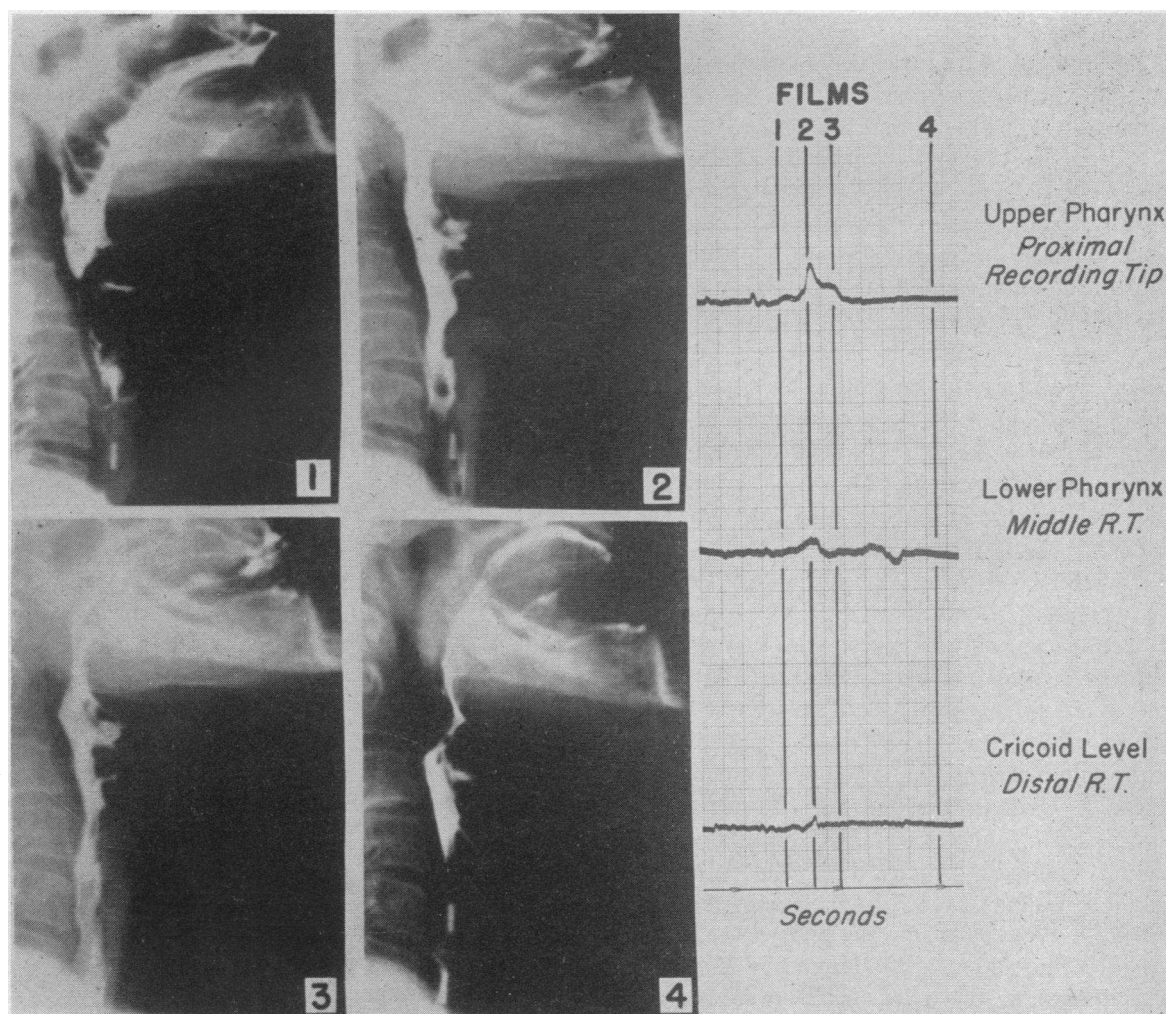 1
2
3
4
FILMS
1 2 3 4
Upper Pharynx
Proximal
Recording Tip
Lower Pharynx
Middle R.T.
Cricoid Level
Distal R.T.
Seconds